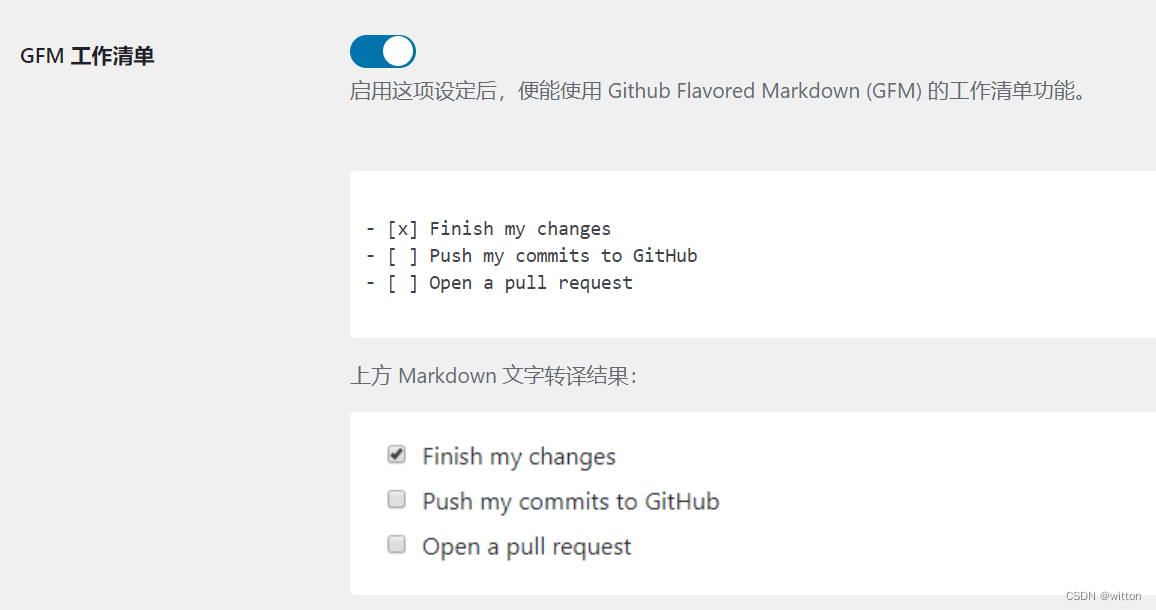 GFM 工作清单
启用这项设定后，便能使用 Github Flavored Markdown (GFM) 的工作清单功能。
- [x] Finish my changes
- [ ] Push my commits to GitHub
- [ ] Open a pull request
上方 Markdown 文字转译结果：
Finish my changes
Push my commits to GitHub
Open a pull request
CSDN @witton